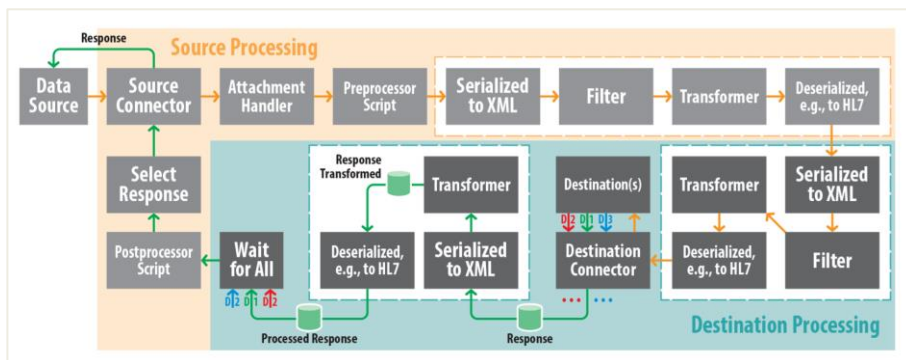 Response
Source Processing
Data
Source
Source
Connector
Attachment
Handler
Preprocessor
Script
Serialized
to XML
Filter
Transformer
Deserialized,
e.g., to HL7
Select
Response
Response
Transformed
Transformer
Destination(s)
Transformer
Serialized
to XML
D2 D1 D3
Postprocessor
Script
Wait
for All
Deserialized,
e.g., to HL7
Serialized
to XML
Destination
Connector
Deserialized,
e.g., to HL7
Filter
D2 D1 D2
Processed Response
Response
Destination Processing